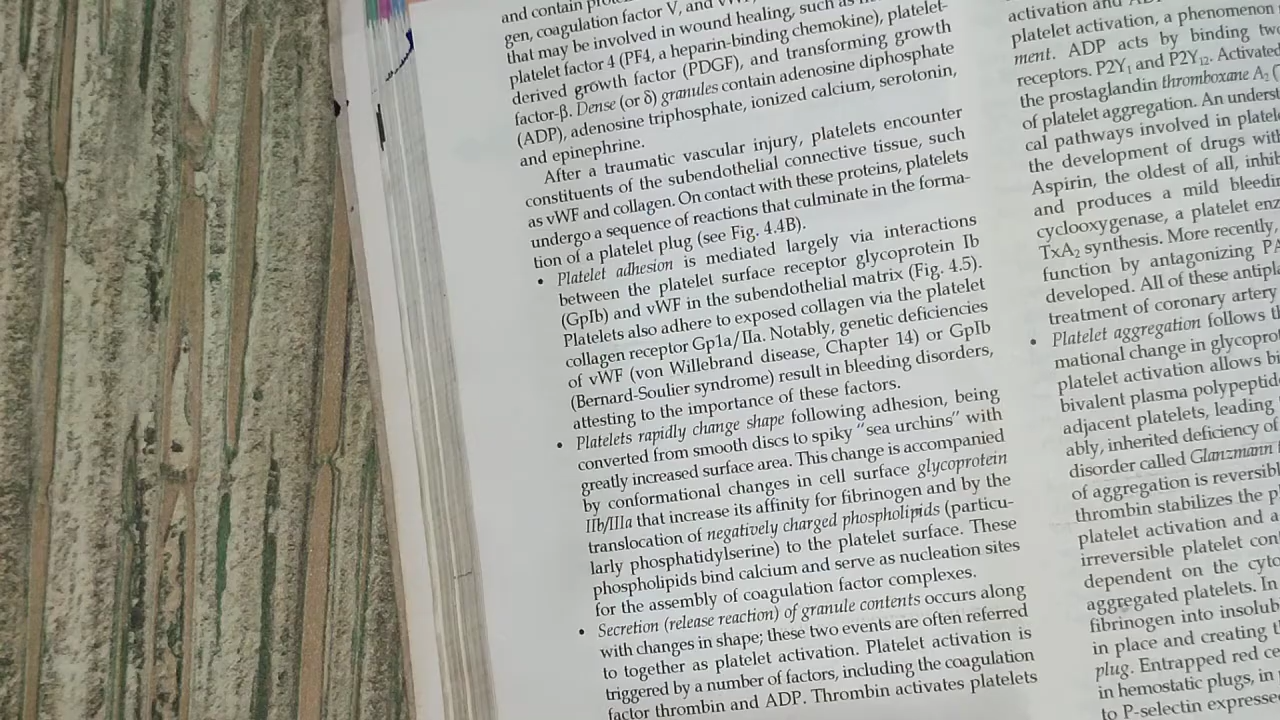 and contain
gen, coagulation factor V, and
that may be involved in wound healing, such as
platelet factor 4 (PF4, a heparin-binding chemokine), platelet-
derived growth factor (PDGF), and transforming growth
factor-β. Dense (or δ) granules contain adenosine diphosphate
(ADP), adenosine triphosphate, ionized calcium, serotonin,
and epinephrine.
After a traumatic vascular injury, platelets encounter
constituents of the subendothelial connective tissue, such
as vWF and collagen. On contact with these proteins, platelets
undergo a sequence of reactions that culminate in the forma-
tion of a platelet plug (see Fig. 4.4B).
• Platelet adhesion is mediated largely via interactions
between the platelet surface receptor glycoprotein Ib
(GpIb) and vWF in the subendothelial matrix (Fig. 4.5).
Platelets also adhere to exposed collagen via the platelet
collagen receptor Gp1a/IIa. Notably, genetic deficiencies
of vWF (von Willebrand disease, Chapter 14) or GpIb
(Bernard-Soulier syndrome) result in bleeding disorders,
attesting to the importance of these factors.
• Platelets rapidly change shape following adhesion, being
converted from smooth discs to spiky "sea urchins" with
greatly increased surface area. This change is accompanied
by conformational changes in cell surface glycoprotein
IIb/IIIa that increase its affinity for fibrinogen and by the
translocation of negatively charged phospholipids (particu-
larly phosphatidylserine) to the platelet surface. These
phospholipids bind calcium and serve as nucleation sites
for the assembly of coagulation factor complexes.
• Secretion (release reaction) of granule contents occurs along
with changes in shape; these two events are often referred
to together as platelet activation. Platelet activation is
triggered by a number of factors, including the coagulation
factor thrombin and ADP. Thrombin activates platelets
activation and
platelet activation, a phenomenon
ment. ADP acts by binding
receptors. P2Y1 and P2Y12.
the prostaglandin thromboxane A2
of platelet aggregation. An
cal pathways involved in
the development of drugs
Aspirin, the oldest of all,
and produces a mild
cyclooxygenase, a platelet
TxA2 synthesis. More recently,
function by antagonizing
developed. All of these
treatment of coronary artery
• Platelet aggregation follows
mational change in
platelet activation allows
bivalent plasma
adjacent platelets, leading
ably, inherited deficiency of
disorder called Glanzmann
of aggregation is
thrombin stabilizes the
platelet activation and
irreversible platelet
dependent on the
aggregated platelets. In
fibrinogen into
in place and creating
plug. Entrapped red
in hemostatic plugs, in
to P-selectin